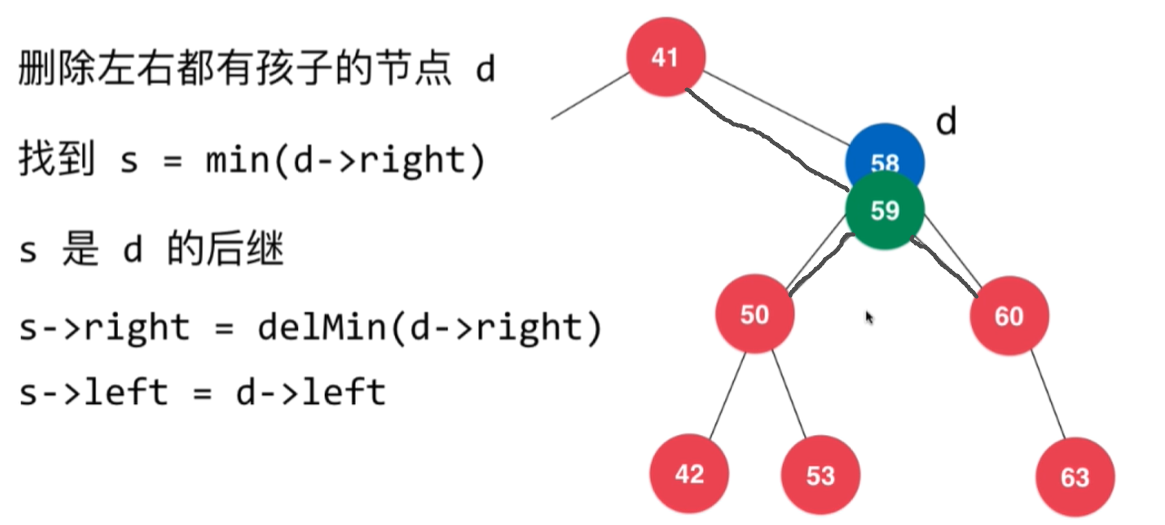 删除左右都有孩子的节点 d
找到 s = min(d->right)
s 是 d 的后继
s->right = delMin(d->right)
s->left = d->left
41
d
58
59
50
60
42
53
63